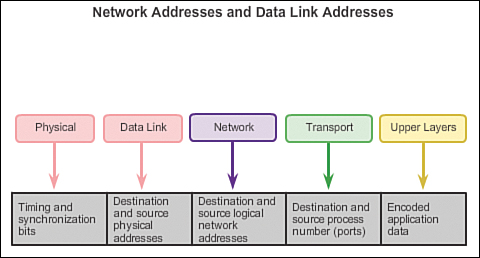 Network Addresses and Data Link Addresses
Physical
Data Link
Network
Transport
Upper Layers
Timing and
synchronization
bits
Destination
and source
physical
addresses
Destination and
source logical
network
addresses
Destination and
source process
number (ports)
Encoded
application
data